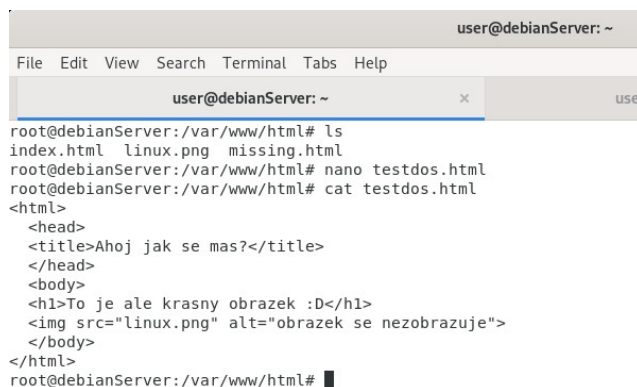 user@debianServer: ~
File Edit View Search Terminal Tabs Help
user@debianServer: ~ ×
root@debianServer:/var/www/html# ls
index.html  linux.png  missing.html
root@debianServer:/var/www/html# nano testdos.html
root@debianServer:/var/www/html# cat testdos.html
<html>
  <head>
  <title>Ahoj jak se mas?</title>
  </head>
  <body>
  <h1>To je ale krasny obrazek :D</h1>
  <img src="linux.png" alt="obrazek se nezobrazuje">
  </body>
</html>
root@debianServer:/var/www/html#